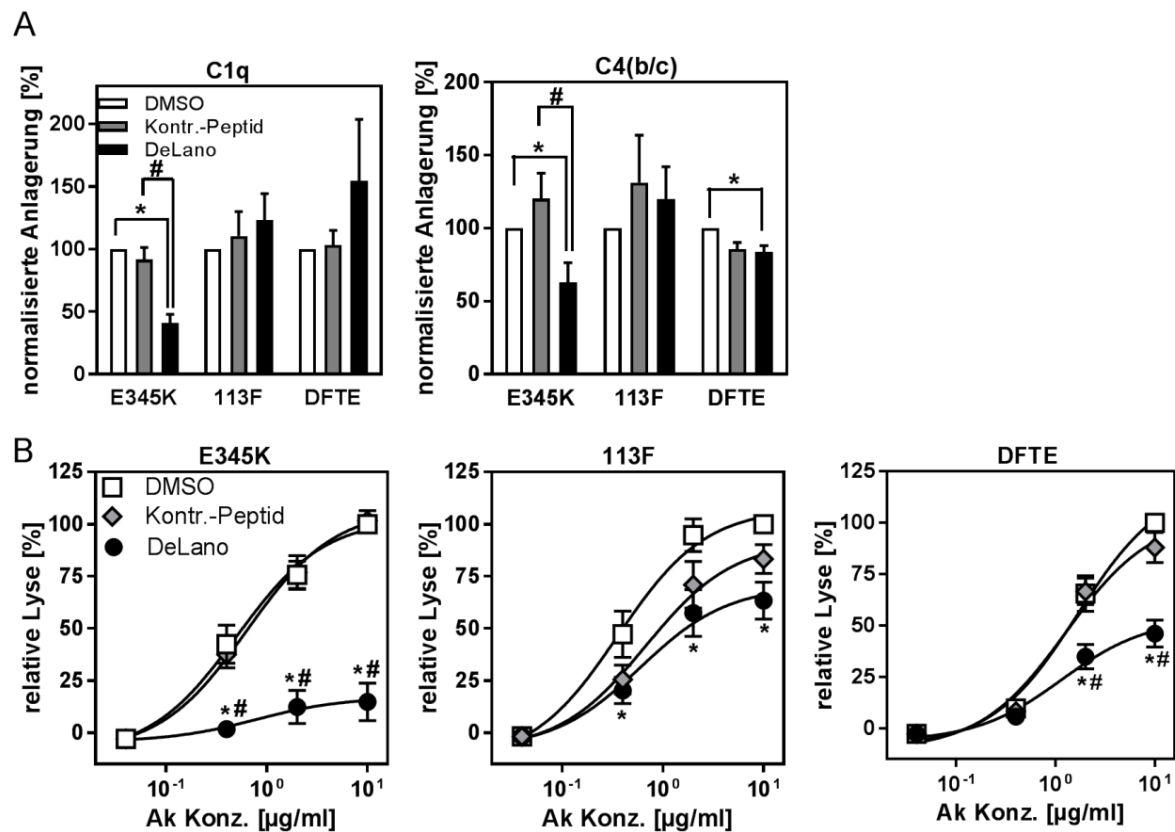 A
C1q
normalisierte Anlagerung [%]
200
150
100
50
0
DMSO
Kontr.-Peptid
DeLano
#
*
E345K 113F DFTE
C4(b/c)
normalisierte Anlagerung [%]
200
150
100
50
0
#
*
*
E345K 113F DFTE
B
E345K
relative Lyse [%]
125
100
75
50
25
0
DMSO
Kontr.-Peptid
DeLano
*# *# *#
10⁻¹ 10⁰ 10¹
Ak Konz. [µg/ml]
113F
relative Lyse [%]
125
100
75
50
25
0
* * *
10⁻¹ 10⁰ 10¹
Ak Konz. [µg/ml]
DFTE
relative Lyse [%]
125
100
75
50
25
0
*# *#
10⁻¹ 10⁰ 10¹
Ak Konz. [µg/ml]